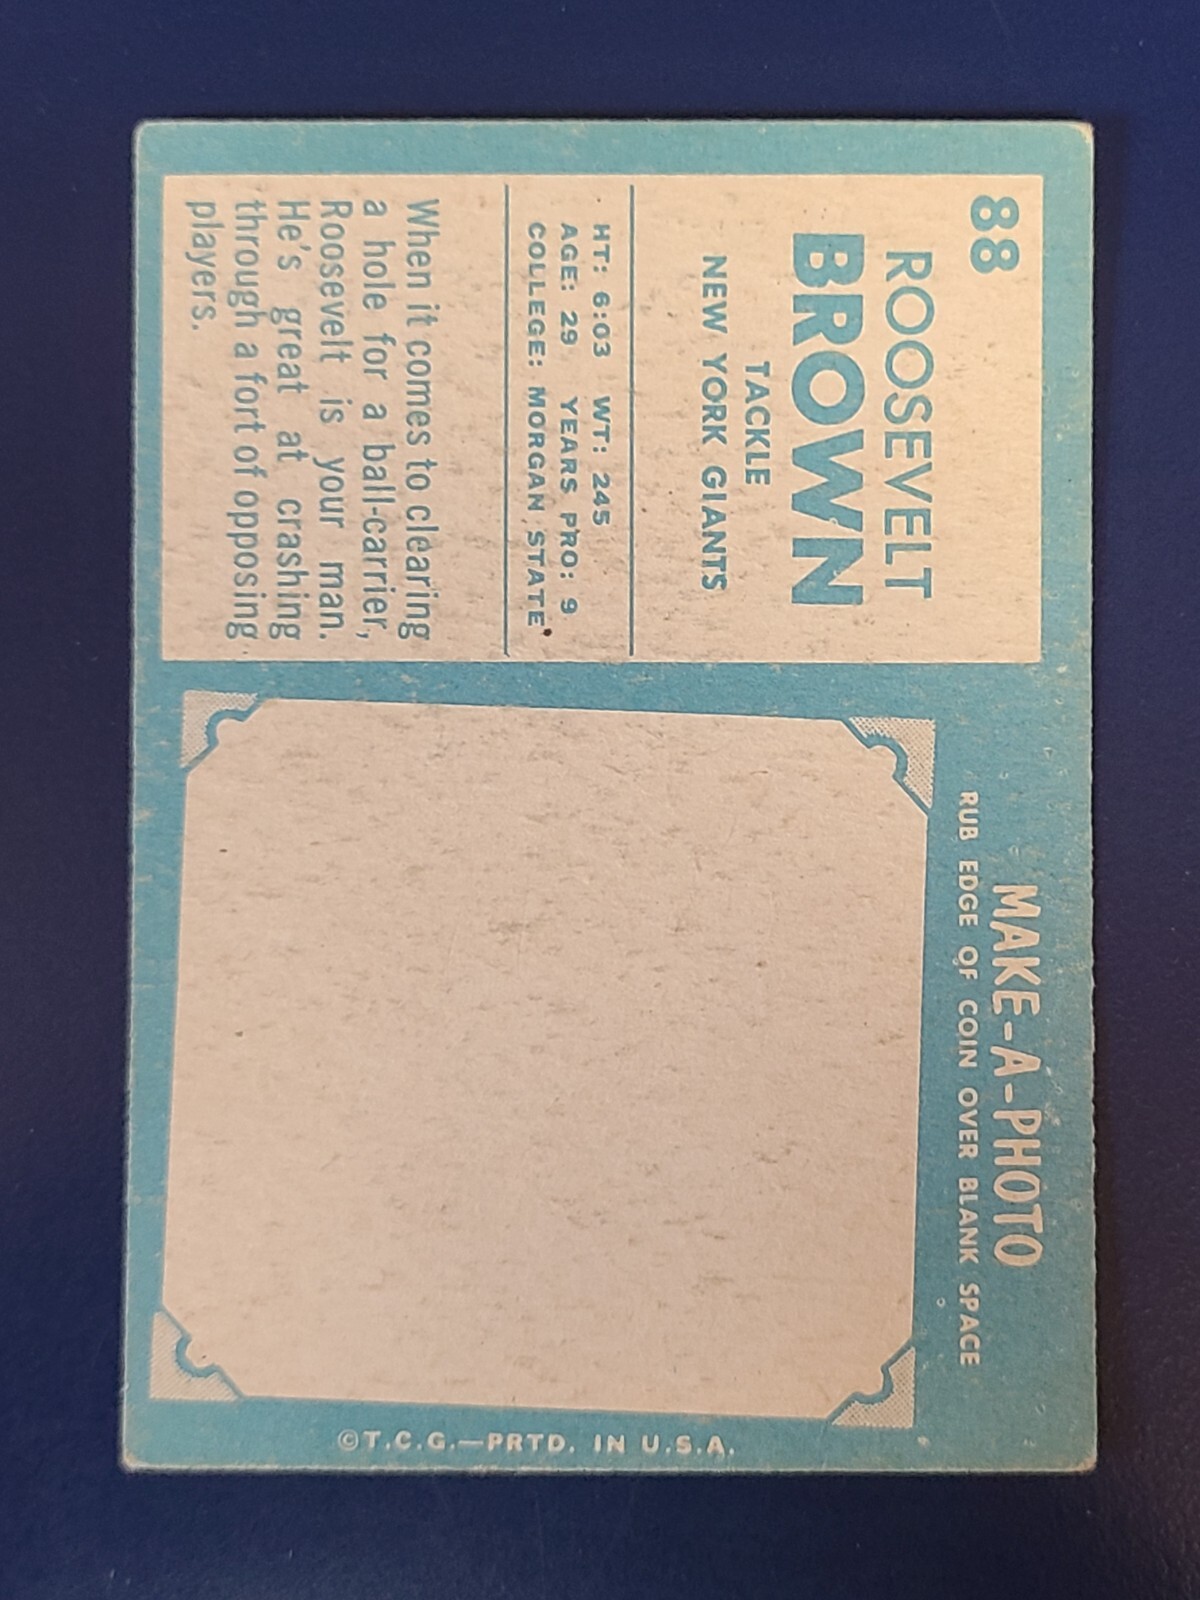 88
ROOSEVELT
BROWN
TACKLE
NEW YORK GIANTS
HT: 6:03 WT: 245
AGE: 29 YEARS PRO: 9
COLLEGE: MORGAN STATE
When it comes to clearing
a hole for a ball-carrier,
Roosevelt is your man.
He's great at crashing
through a fort of opposing
players.
MAKE-A-PHOTO
RUB EDGE OF COIN OVER BLANK SPACE
©T.C.G.—PRTD. IN U.S.A.